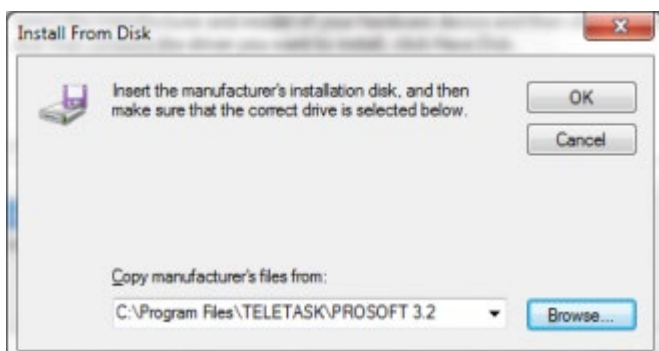 Install From Disk
Insert the manufacturer's installation disk, and then
make sure that the correct drive is selected below.
OK
Cancel
Copy manufacturer's files from:
C:\Program Files\TELETASK\PROSOFT 3.2
Browse...